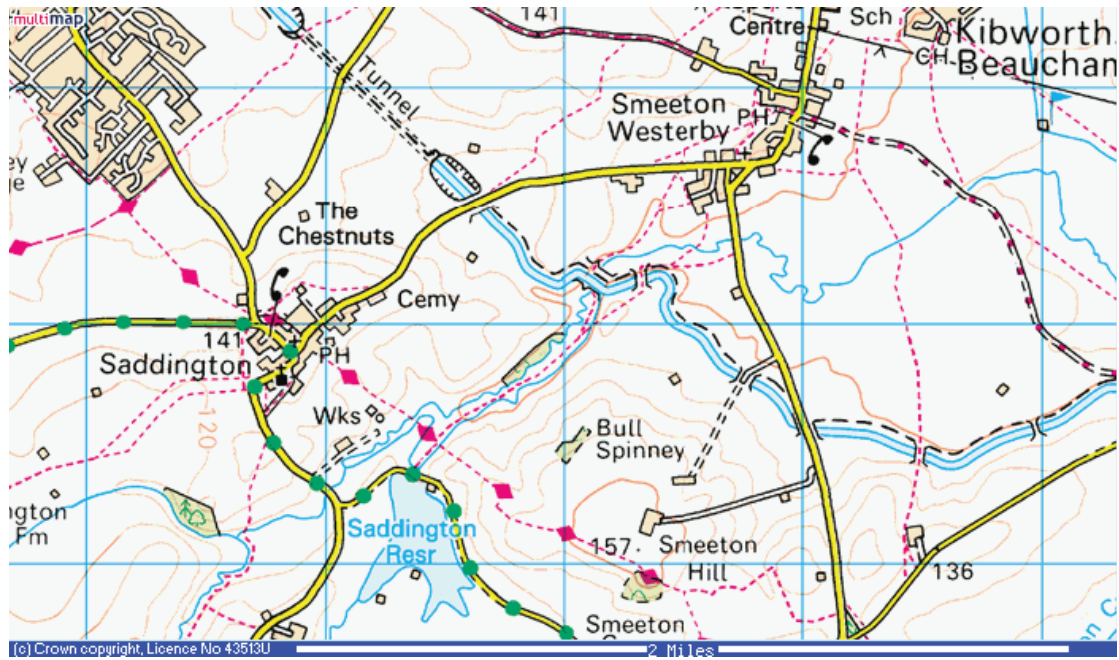 multimap
141
Centre
Sch
Kibworth
Beauchan
CH
Tunnel
Smeeton
Westerby
PH
ey
The
Chestnuts
Cemy
141
Saddington
PH
120
Wks
Bull
Spinney
ngton
Fm
Saddington
Resr
157.
Smeeton
Hill
136
Smeeton
(c) Crown copyright, Licence No 43513U
2 Miles